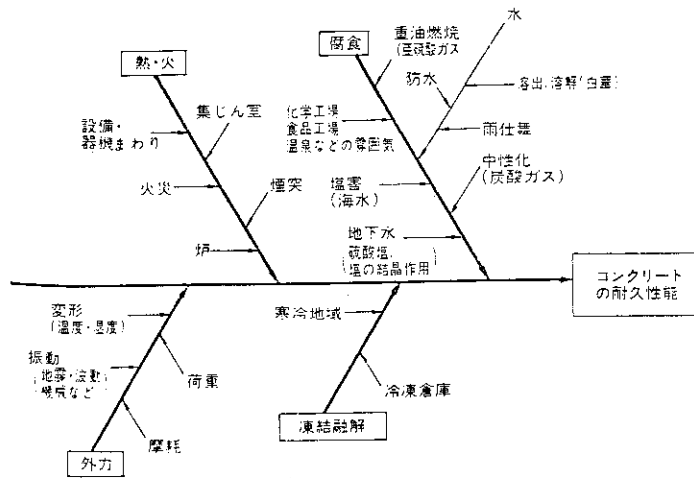 熱・火
設備・
器機まわり
集じん室
火災
煙突
炉
腐食
重油燃焼
(亜硫酸ガス
防水
水
溶出、溶解(白華)
雨仕舞
化学工場
食品工場
温泉などの雰囲気
中性化
(炭酸ガス)
塩害
(海水)
地下水
(硫酸塩,
塩の結晶作用)
コンクリート
の耐久性能
変形
(温度・湿度)
振動
(地震・波動
機械など)
荷重
摩耗
外力
寒冷地域
冷凍倉庫
凍結融解